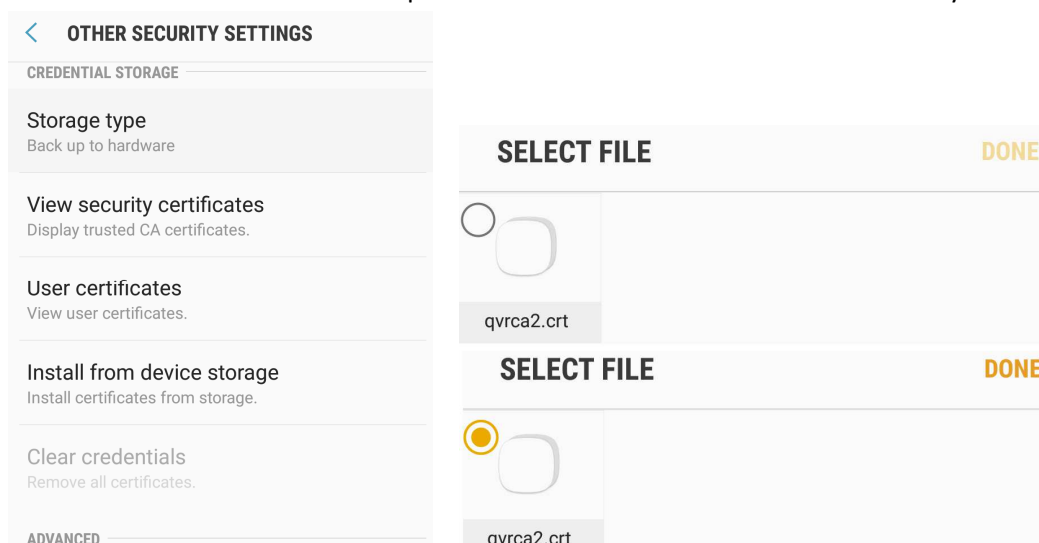 OTHER SECURITY SETTINGS
CREDENTIAL STORAGE
Storage type
Back up to hardware
View security certificates
Display trusted CA certificates.
User certificates
View user certificates.
Install from device storage
Install certificates from storage.
Clear credentials
Remove all certificates.
ADVANCED
SELECT FILE DONE
qvrca2.crt
SELECT FILE DONE
qvrca2.crt